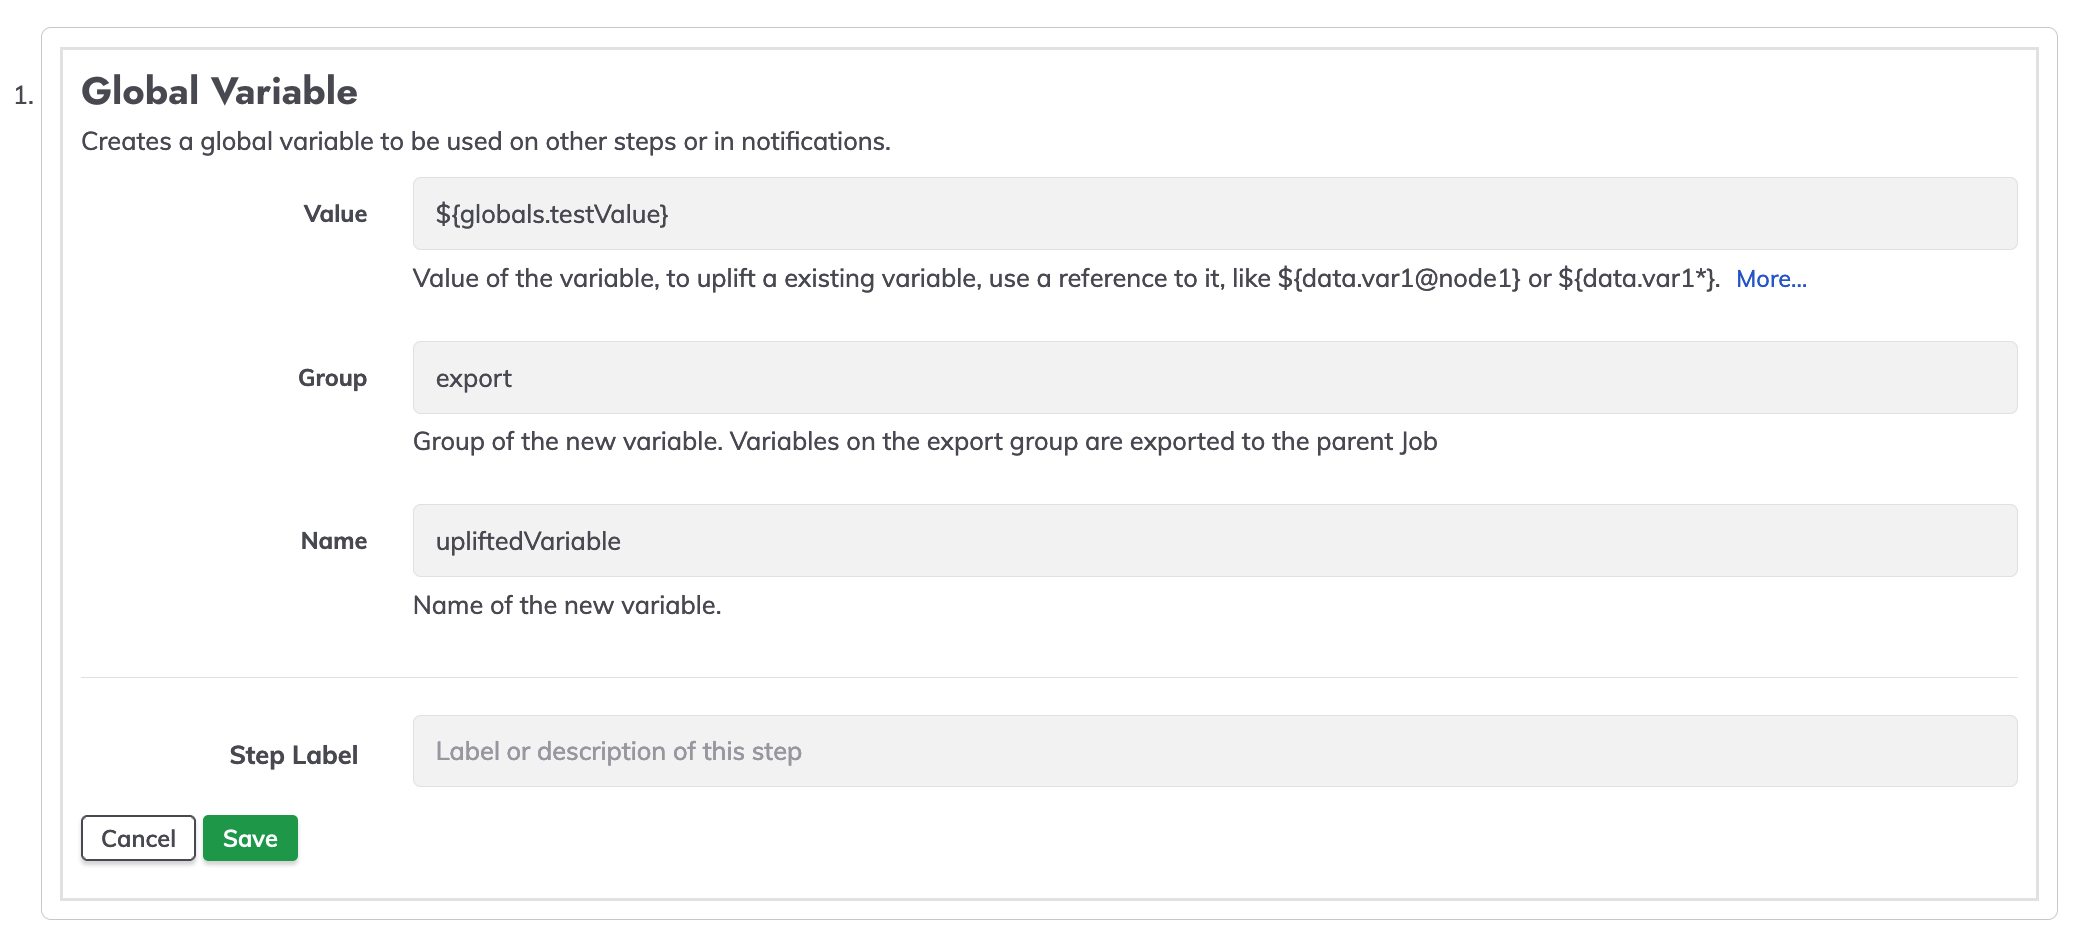 1.
Global Variable
Creates a global variable to be used on other steps or in notifications.
Value
${globals.testValue}
Value of the variable, to uplift a existing variable, use a reference to it, like ${data.var1@node1} or ${data.var1*}. More...
Group
export
Group of the new variable. Variables on the export group are exported to the parent Job
Name
upliftedVariable
Name of the new variable.
Step Label
Label or description of this step
Cancel Save